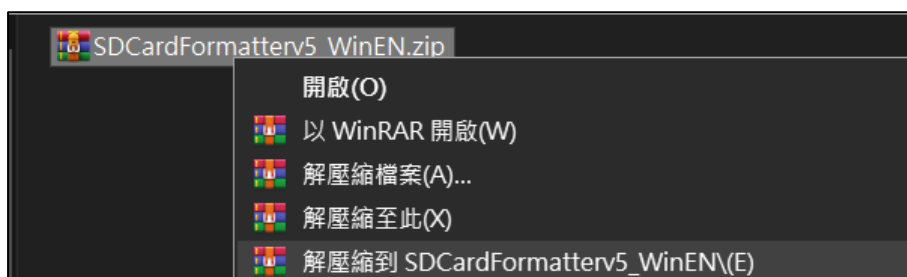 SDCardFormatterv5_WinEN.zip
開啟(O)
以 WinRAR 開啟(W)
解壓縮檔案(A)...
解壓縮至此(X)
解壓縮到 SDCardFormatterv5_WinEN\(E)